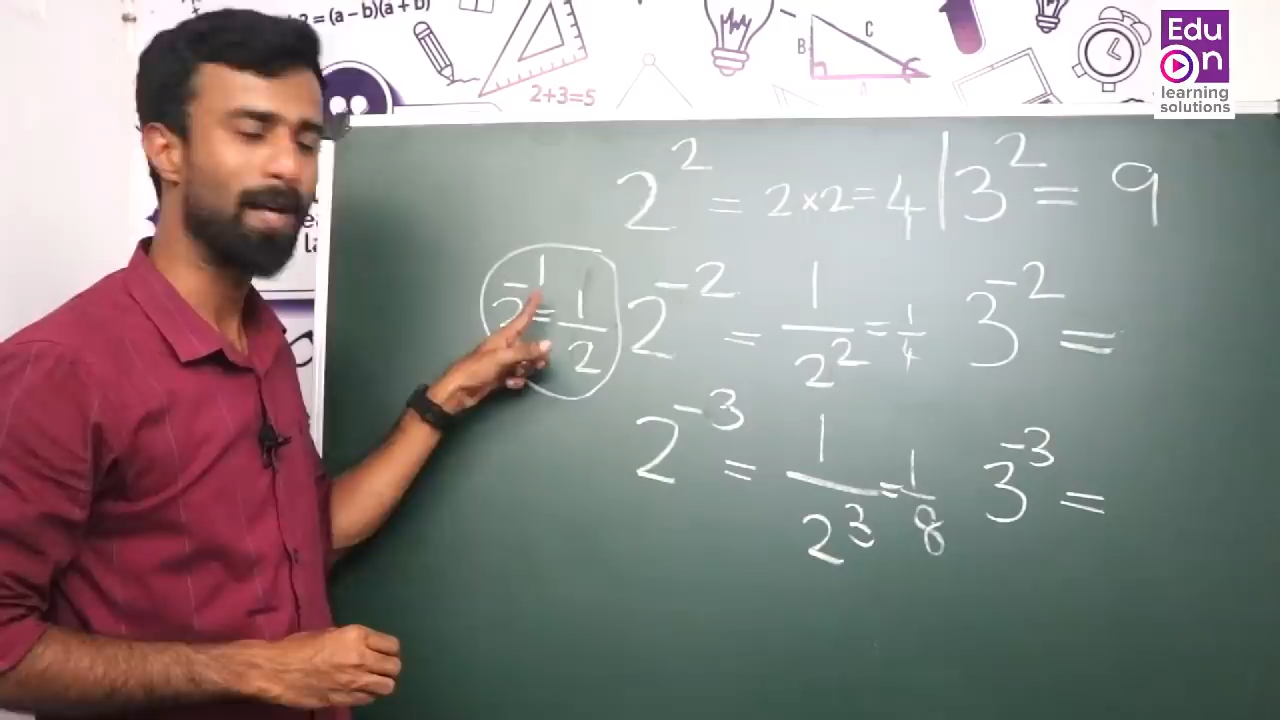 = (a – b)(a + b)
2+3=5
B
C
A
Edu
On
learning
solutions
2² = 2×2=4 | 3² = 9
2⁻¹ = 1/2
2⁻² = 1/2² = 1/4
3⁻² =
2⁻³ = 1/2³ = 1/8
3⁻³ =